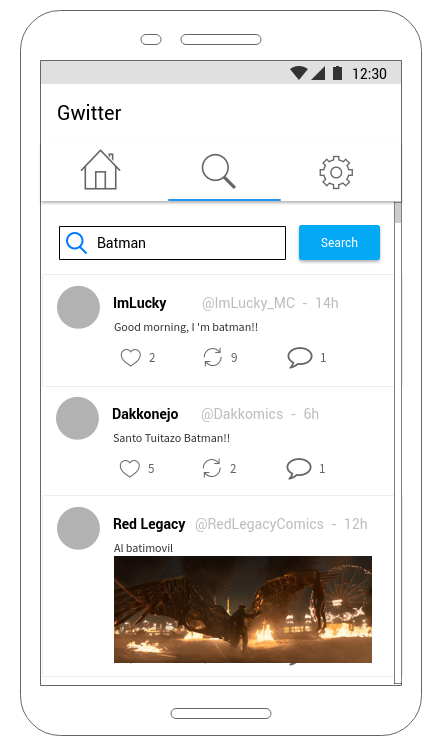 12:30
Gwitter
Batman Search
ImLucky @ImLucky_MC - 14h
Good morning, I 'm batman!!
2 9 1
Dakkonejo @Dakkomics - 6h
Santo Tuitazo Batman!!
5 2 1
Red Legacy @RedLegacyComics - 12h
Al batimovil